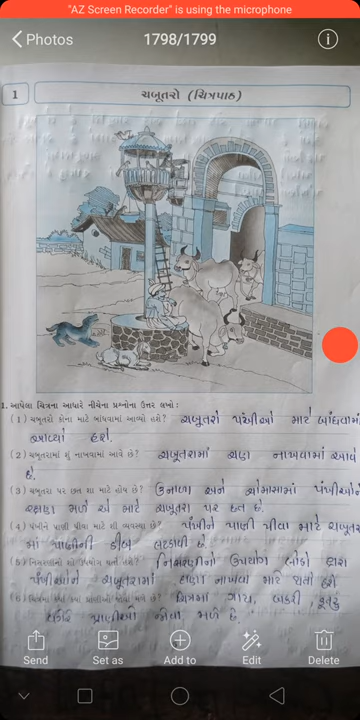 "AZ Screen Recorder" is using the microphone
Photos
1798/1799
1
ચબૂતરો (ચિત્રપાઠ)
1. આપેલા ચિત્રના આધારે નીચેના પ્રશ્નોના ઉત્તર લખો :
(1) ચબૂતરો કોના માટે બાંધવામાં આવ્યો હશે? ચબૂતરો પંખીઓ માટે બાંધવામાં
આવ્યો હશે.
(2) ચબૂતરામાં શું નાખવામાં આવે છે? ચબૂતરામાં ચણ નાખવામાં આવે
છે.
(3) ચબૂતરા પર છત શા માટે હોય છે? ઉનાળા અને ચોમાસામાં પંખીઓને
રક્ષણ મળે એ માટે ચબૂતરા પર છત છે.
(4) પંખીને પાણી પીવા માટે શી વ્યવસ્થા છે? પંખીને પાણી પીવા માટે ચબૂતરા
માં પાણીની ઠીબ લટકાવી છે.
(5) નિસરણીનો શો ઉપયોગ થતો હશે? નિસરણીનો ઉપયોગ લોકો દ્વારા
પંખીઓને ચબૂતરામાં દાણા નાખવા માટે થતો હશે
(6) ચિત્રમાં કયાં કયાં પ્રાણીઓ જોવા મળે છે? ચિત્રમાં ગાય, બકરી, કૂતરું
વગેરે પ્રાણીઓ જોવા મળે છે.
Send
Set as
Add to
Edit
Delete